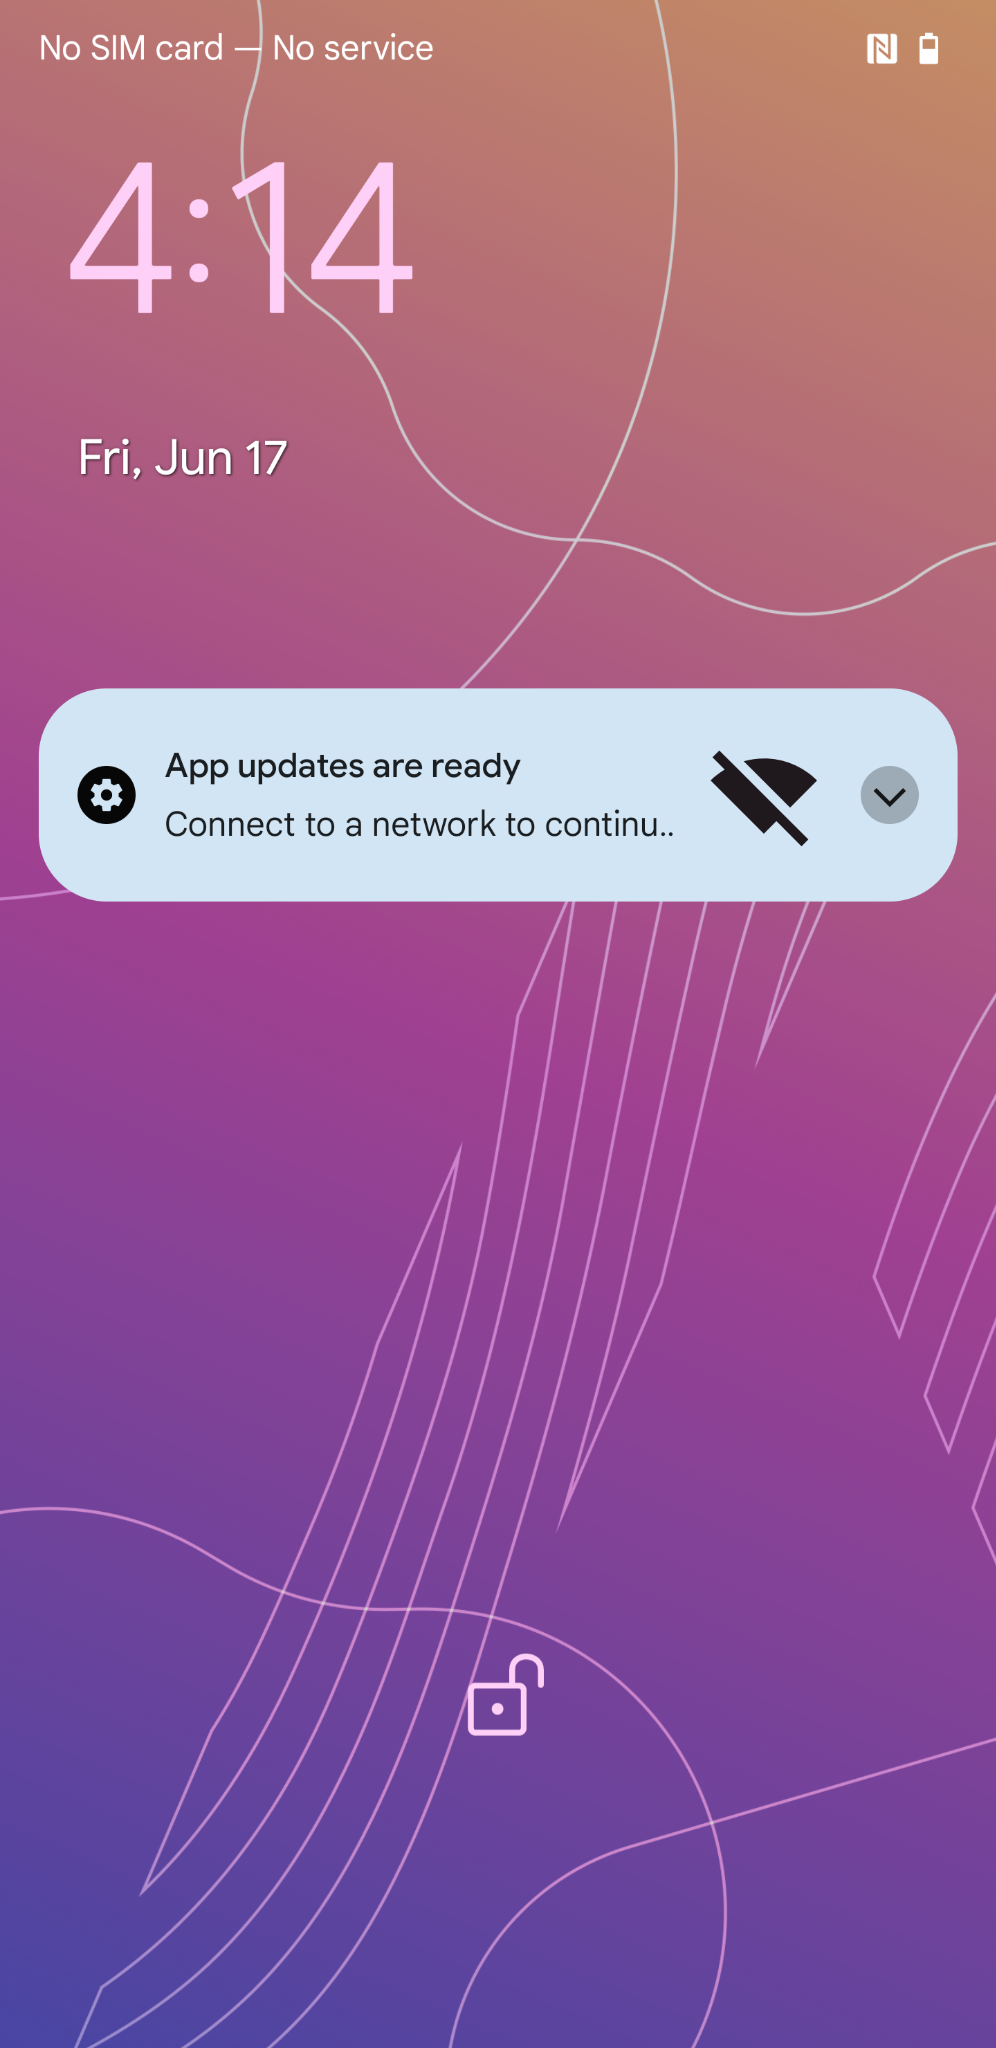 No SIM card — No service
4:14
Fri, Jun 17
App updates are ready
Connect to a network to continu..